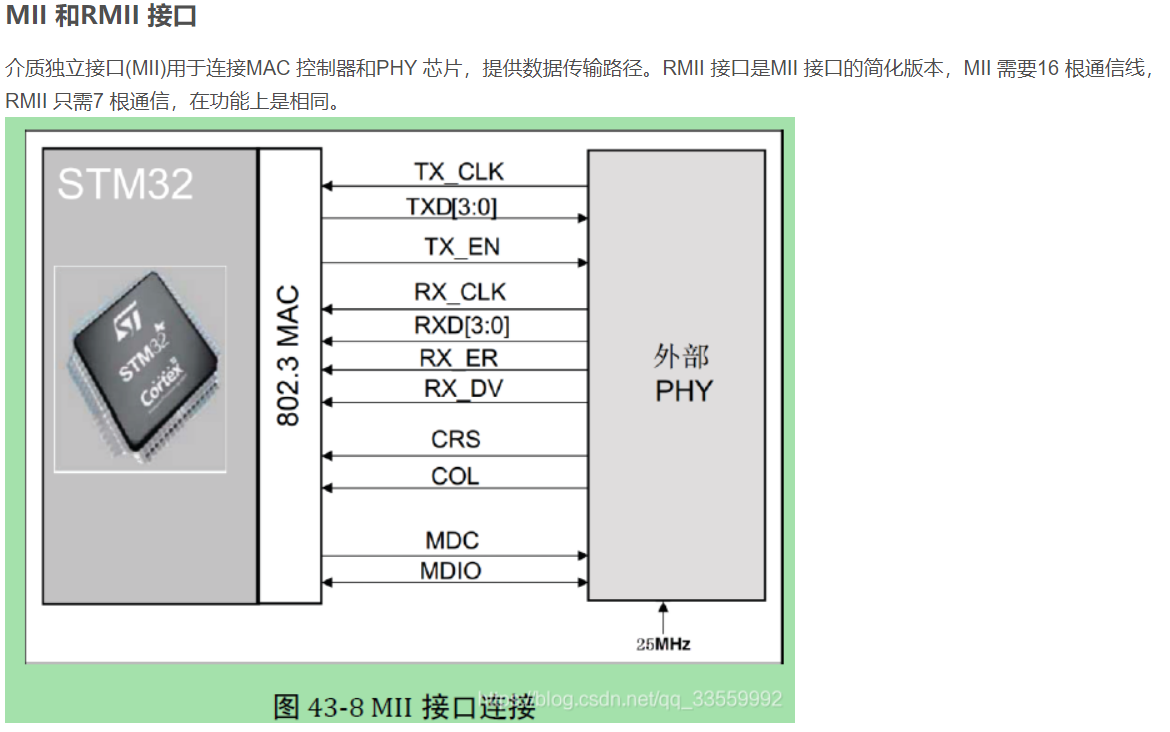 MII 和RMII 接口
介质独立接口(MII)用于连接MAC 控制器和PHY 芯片，提供数据传输路径。RMII 接口是MII 接口的简化版本，MII 需要16 根通信线，
RMII 只需7 根通信，在功能上是相同。
STM32
ST
STM32
Cortex
802.3 MAC
TX_CLK
TXD[3:0]
TX_EN
RX_CLK
RXD[3:0]
RX_ER
RX_DV
CRS
COL
MDC
MDIO
外部
PHY
25MHz
图 43-8 MII 接口连接
https://blog.csdn.net/qq_33559992